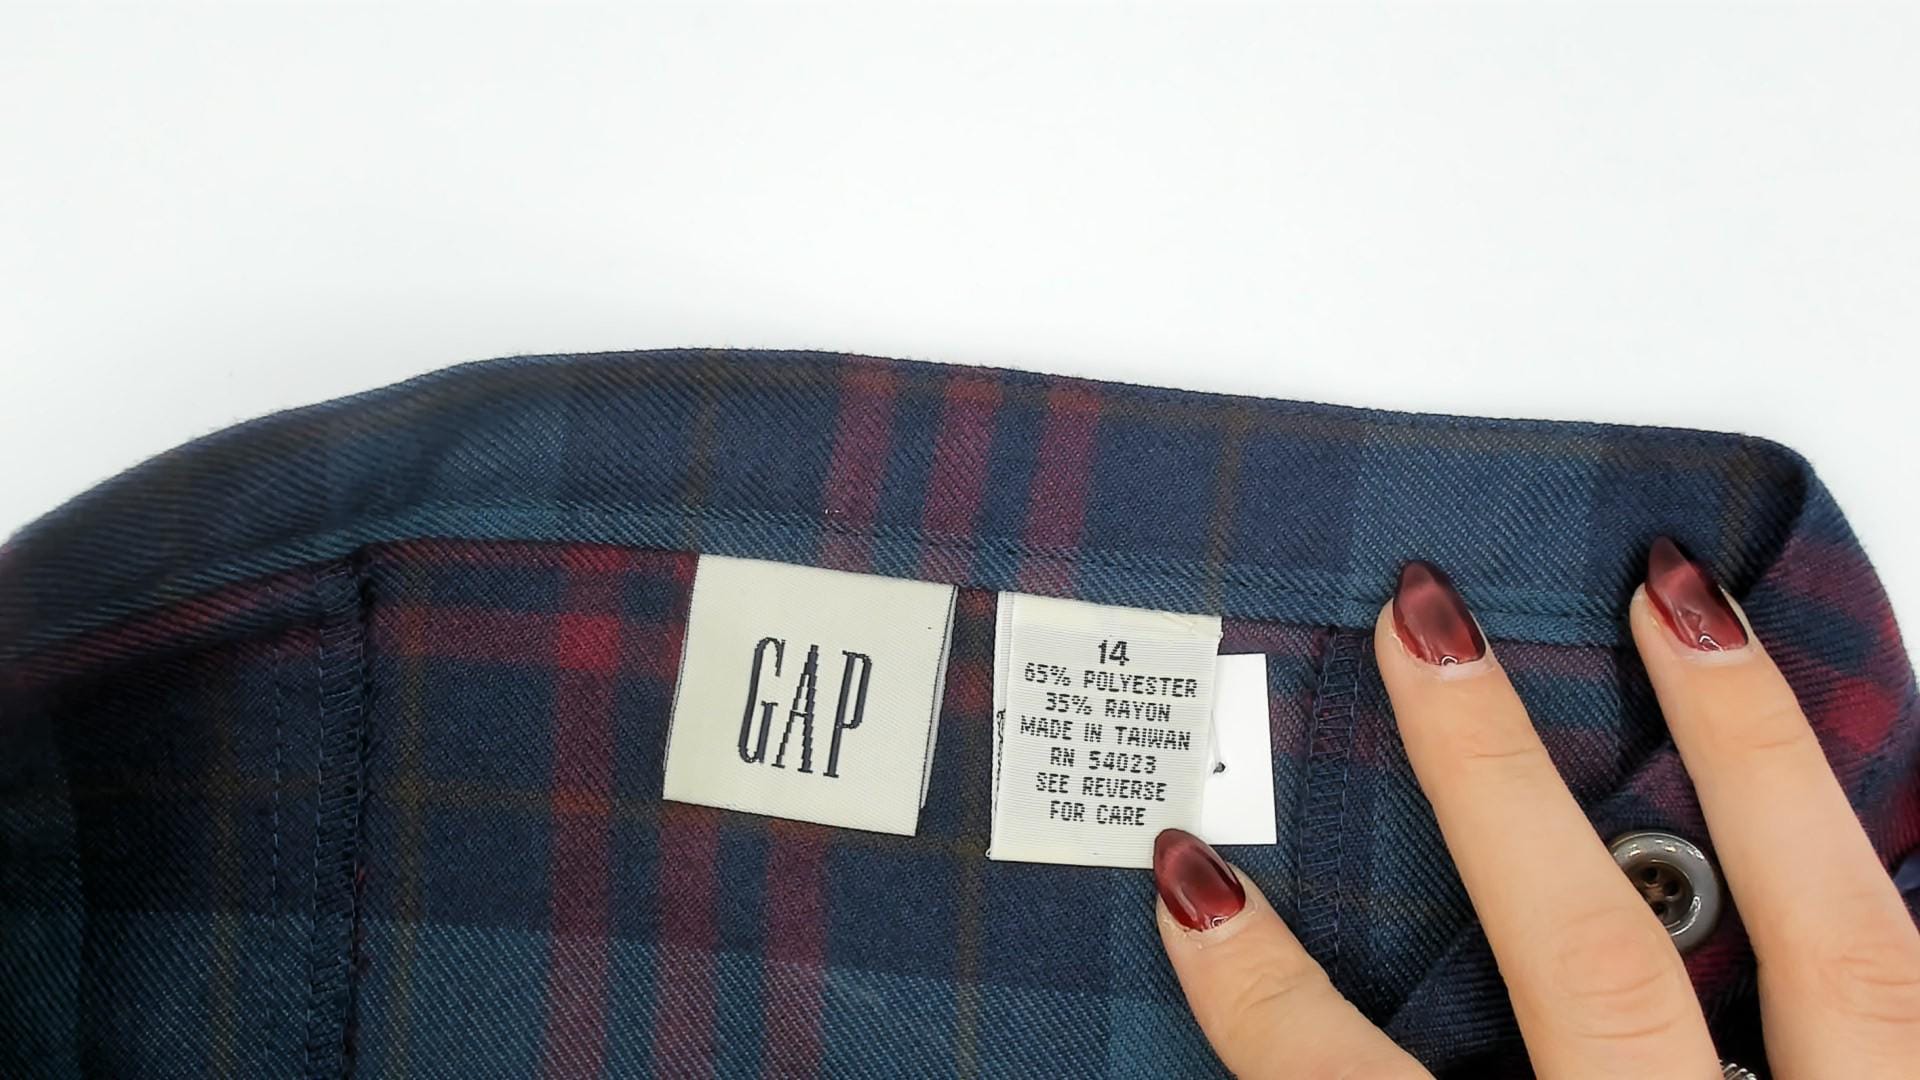 GAP
14
65% POLYESTER
35% RAYON
MADE IN TAIWAN
RN 54023
SEE REVERSE
FOR CARE